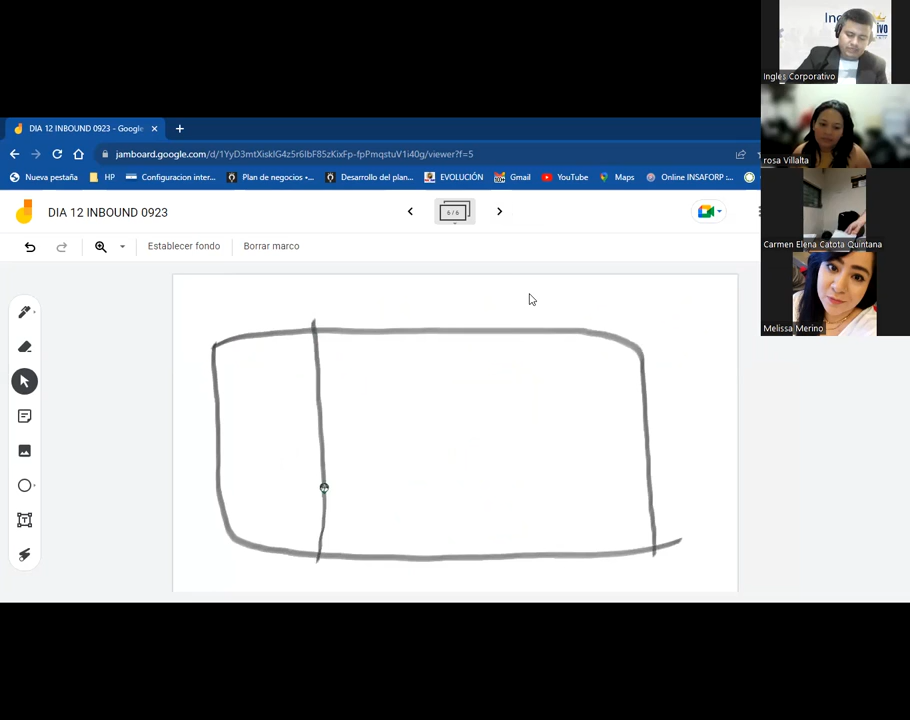 Ing
ivo
Ingles Corporativo
rosa Villalta
Carmen Elena Catota Quintana
Melissa Merino
DIA 12 INBOUND 0923 - Google
jamboard.google.com/d/1YyD3mtXiskIG4z5r6IbF85zKixFp-fpPmqstuV1i40g/viewer?f=5
Nueva pestaña HP Configuracion inter... Plan de negocios •... Desarrollo del plan... EVOLUCIÓN Gmail YouTube Maps Online INSAFORP :...
DIA 12 INBOUND 0923
6/6
Establecer fondo Borrar marco